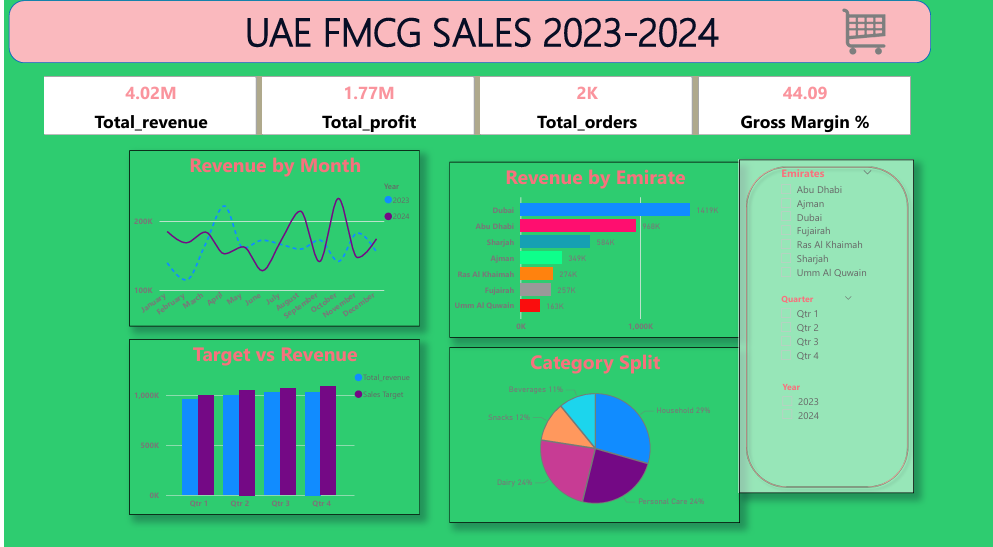 UAE FMCG SALES 2023-2024
4.02M
Total_revenue
1.77M
Total_profit
2K
Total_orders
44.09
Gross Margin %
Revenue by Month
Year
2023
2024
200K
100K
January
February
March
April
May
June
July
August
September
October
November
December
Revenue by Emirate
Dubai 1619K
Abu Dhabi 968K
Sharjah 586K
Ajman 349K
Ras Al Khaimah 276K
Fujairah 257K
Umm Al Quwain 163K
0K 1,000K
Emirates
Abu Dhabi
Ajman
Dubai
Fujairah
Ras Al Khaimah
Sharjah
Umm Al Quwain
Quarter
Qtr 1
Qtr 2
Qtr 3
Qtr 4
Year
2023
2024
Target vs Revenue
Total_revenue
Sales Target
1,000K
500K
0K
Qtr 1 Qtr 2 Qtr 3 Qtr 4
Category Split
Beverages 11%
Household 29%
Snacks 12%
Dairy 24%
Personal Care 24%